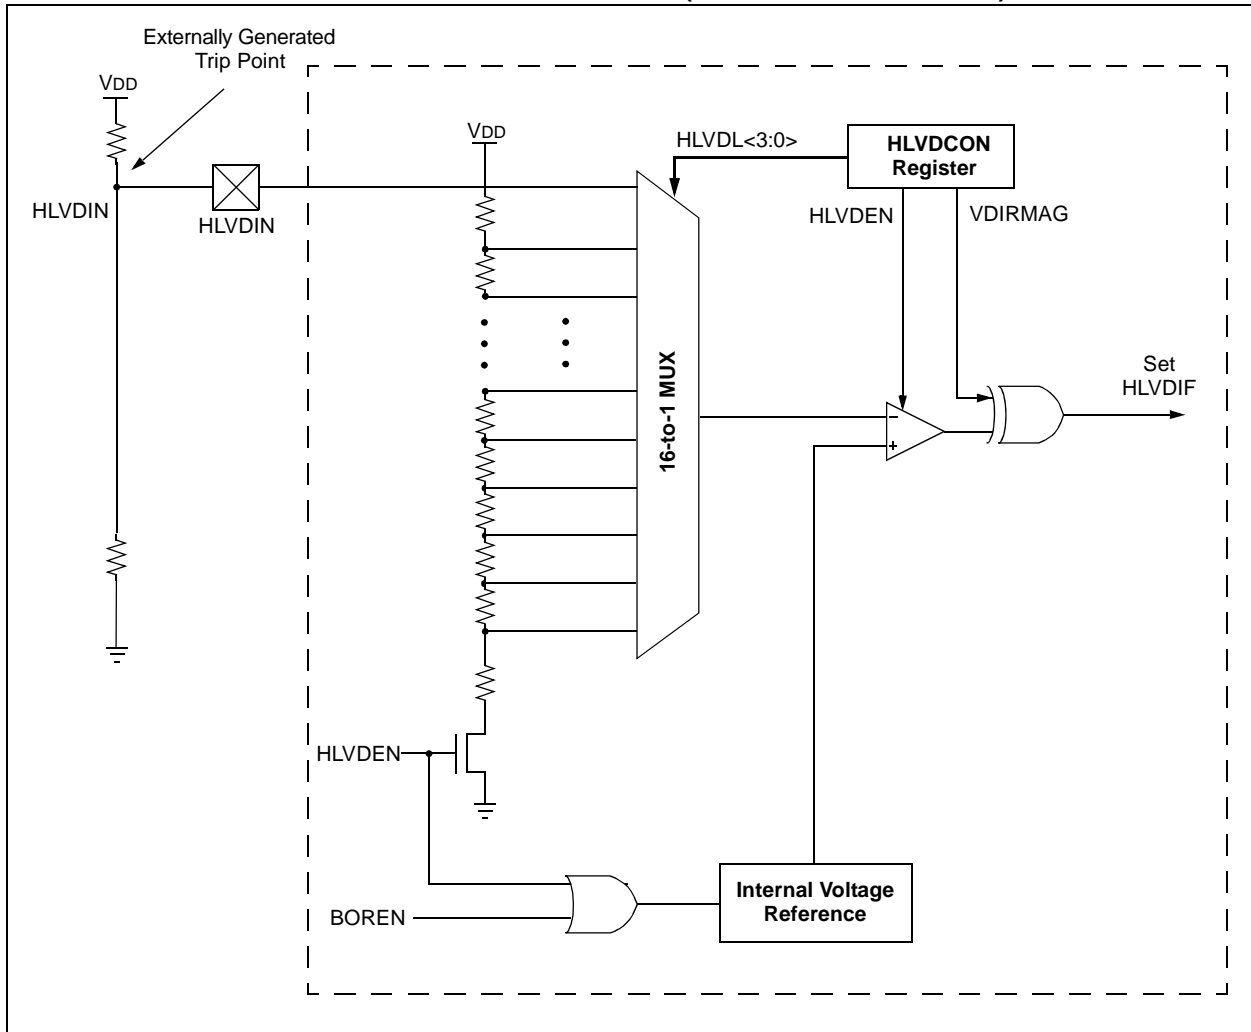 Externally Generated
Trip Point
VDD
VDD
HLVDL<3:0>
HLVDCON
Register
HLVDIN
HLVDIN
HLVDEN
VDIRMAG
16-to-1 MUX
Set
HLVDIF
–
+
HLVDEN
BOREN
Internal Voltage
Reference